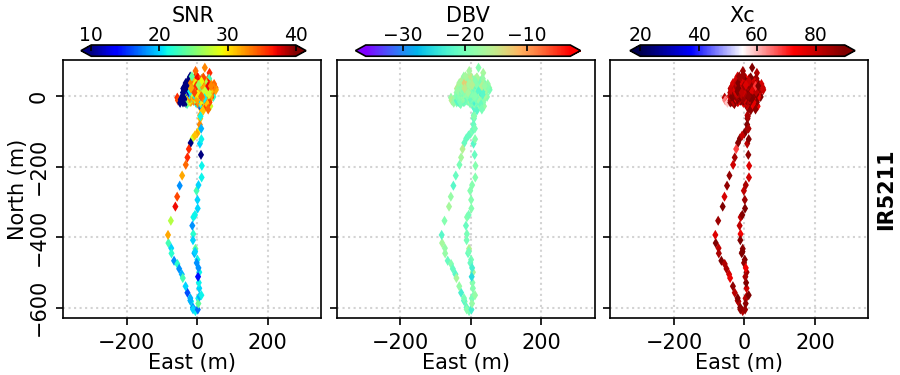 SNR DBV Xc
10 20 30 40 −30 −20 −10 20 40 60 80
North (m)
0
−200
−400
−600
−200 0 200 −200 0 200 −200 0 200
East (m) East (m) East (m)
IR5211